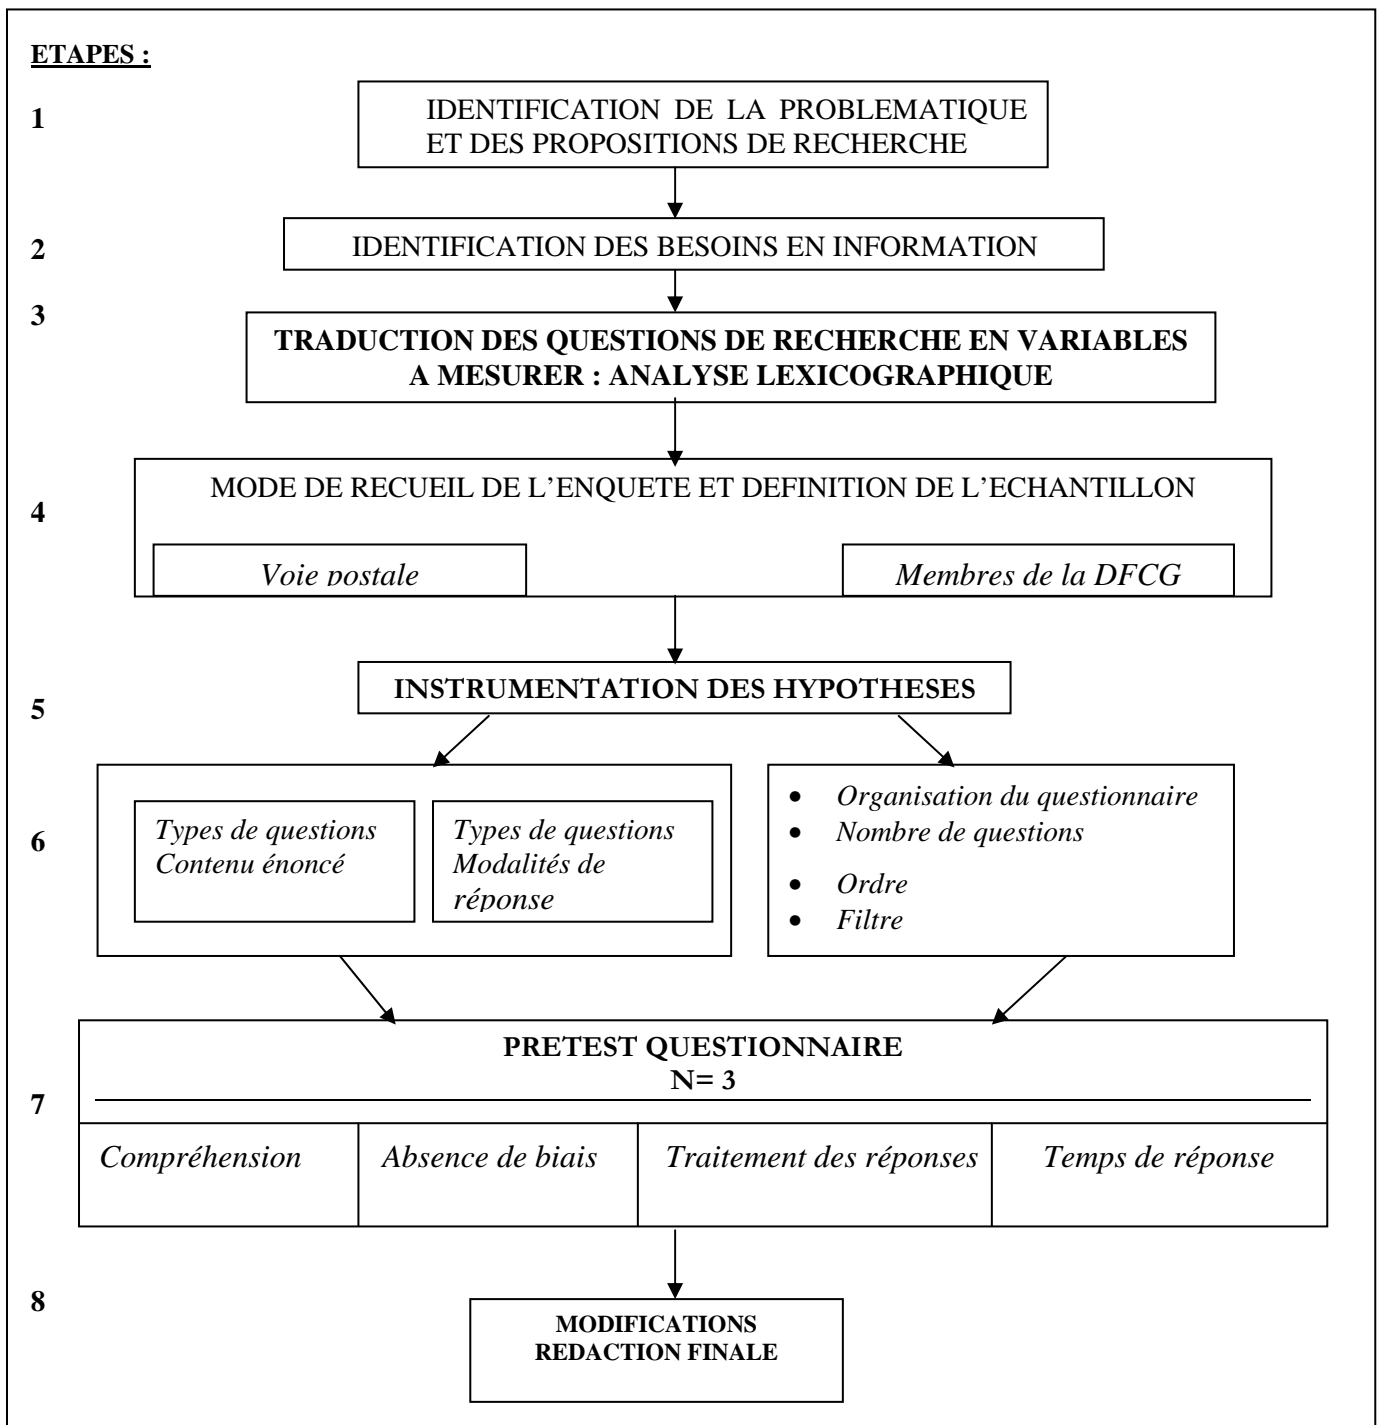 ETAPES :
1
IDENTIFICATION DE LA PROBLEMATIQUE
ET DES PROPOSITIONS DE RECHERCHE
2
IDENTIFICATION DES BESOINS EN INFORMATION
3
TRADUCTION DES QUESTIONS DE RECHERCHE EN VARIABLES
A MESURER : ANALYSE LEXICOGRAPHIQUE
4
MODE DE RECUEIL DE L’ENQUETE ET DEFINITION DE L’ECHANTILLON
Voie postale
Membres de la DFCG
5
INSTRUMENTATION DES HYPOTHESES
6
Types de questions
Contenu énoncé
Types de questions
Modalités de
réponse
• Organisation du questionnaire
• Nombre de questions
• Ordre
• Filtre
7
PRETEST QUESTIONNAIRE
N= 3
Compréhension
Absence de biais
Traitement des réponses
Temps de réponse
8
MODIFICATIONS
REDACTION FINALE